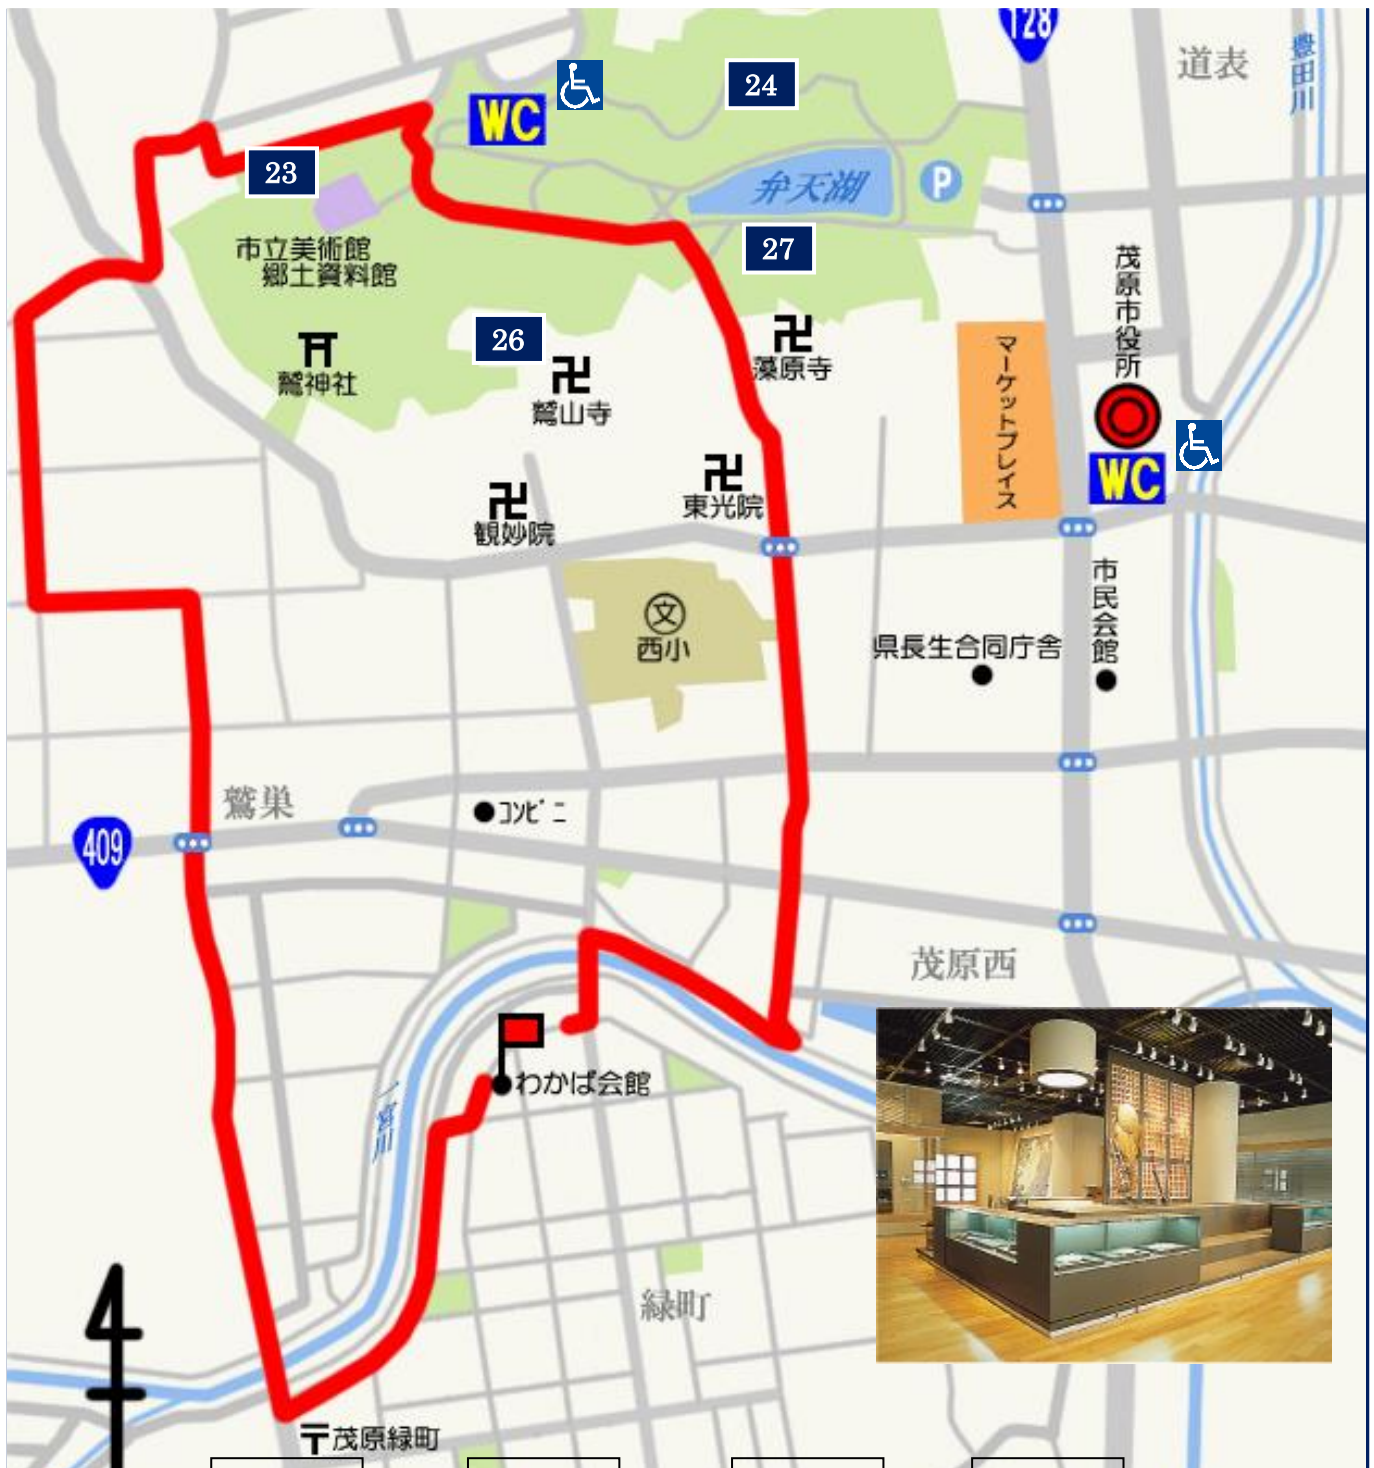 128
道表
豊田川
24
WC
23
弁天湖
P
市立美術館
郷土資料館
27
茂原市役所
26
鷲神社
鷲山寺
藻原寺
マーケットプレイス
WC
東光院
観妙院
文
西小
市民会館
県長生合同庁舎
鷲巣
コンビニ
409
茂原西
わかば会館
一宮川
緑町
〒茂原緑町